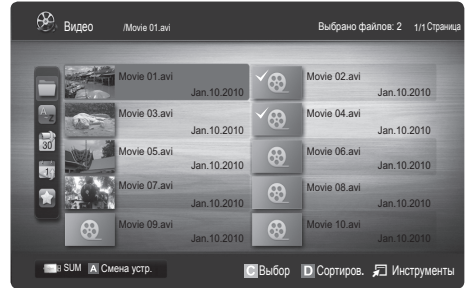 Видео /Movie 01.avi Выбрано файлов: 2 1/1 Страница
Movie 01.avi Movie 02.avi
Jan.10.2010 Jan.10.2010
Movie 03.avi Movie 04.avi
Jan.10.2010 Jan.10.2010
Movie 05.avi Movie 06.avi
Jan.10.2010 Jan.10.2010
Movie 07.avi Movie 08.avi
Jan.10.2010 Jan.10.2010
Movie 09.avi Movie 10.avi
Jan.10.2010 Jan.10.2010
A Z
30
1
в SUM A Смена устр. C Выбор D Сортиров. Инструменты